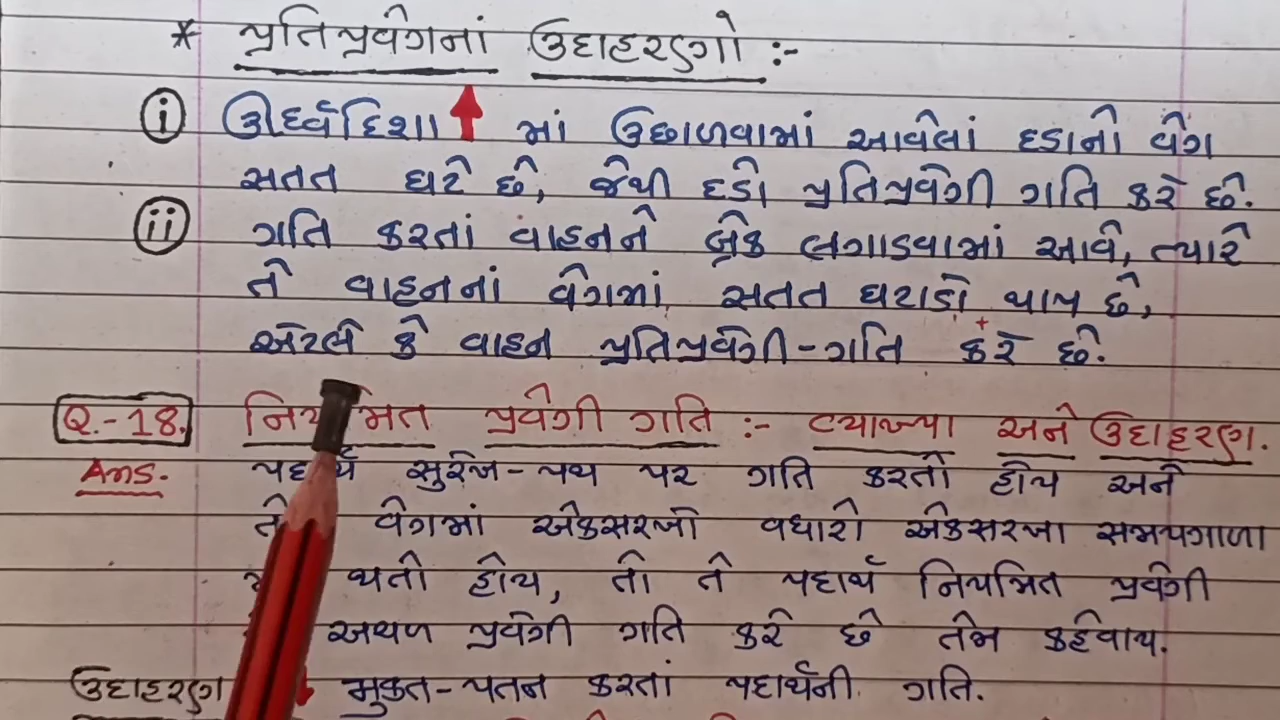 * પ્રતિપ્રવેગનાં ઉદાહરણો :-
i ઊર્ધ્વદિશા ↑ માં ઉછાળવામાં આવેલાં દડાનો વેગ
સતત ઘટે છે, જેથી દડો પ્રતિપ્રવેગી ગતિ કરે છે.
ii ગતિ કરતાં વાહનને બ્રેક લગાડવામાં આવે, ત્યારે
તે વાહનનાં વેગમાં સતત ઘટાડો થાય છે,
એટલે કે વાહન પ્રતિપ્રવેગી-ગતિ કરે છે.
Q.-18. નિયમિત પ્રવેગી ગતિ :- વ્યાખ્યા અને ઉદાહરણ.
Ans. પદાર્થ સુરેખ-પથ પર ગતિ કરતો હોય અને
વેગમાં એકસરખો વધારો એકસરખા સમયગાળા
થતો હોય, તો તે પદાર્થ નિયમિત પ્રવેગી
અથવા પ્રવેગી ગતિ કરે છે તેમ કહેવાય.
ઉદાહરણ મુક્ત-પતન કરતાં પદાર્થની ગતિ.